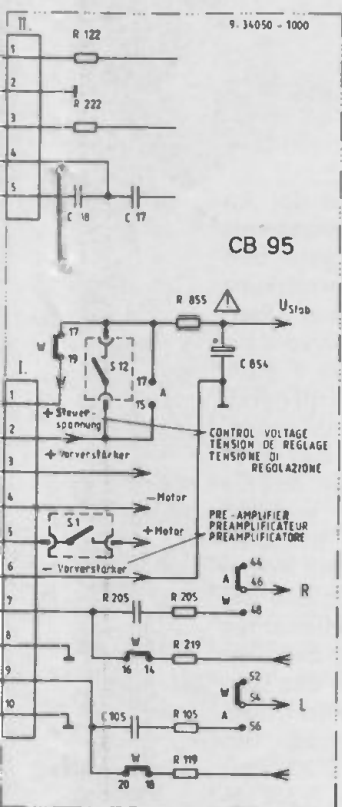 II.
9.34050 - 1000
R 122
1
2
R 222
3
4
5
C 17
CB 95
R 855
U Stab
17
W
19
S 12
17
A
15
C 854
I.
1
+ Steuer-
spannung
2
+ Vorverstärker
CONTROL VOLTAGE
TENSION DE REGLAGE
TENSIONE DI
REGOLAZIONE
3
4
- Motor
5
S 1
+ Motor
PRE-AMPLIFIER
PREAMPLIFICATEUR
PREAMPLIFICATORE
6
- Vorverstärker
44
A
46
R
W
48
7
R 205
R 205
8
W
16
14
R 219
9
52
W
54
L
A
56
10
C 105
R 105
W
20
18
R 119